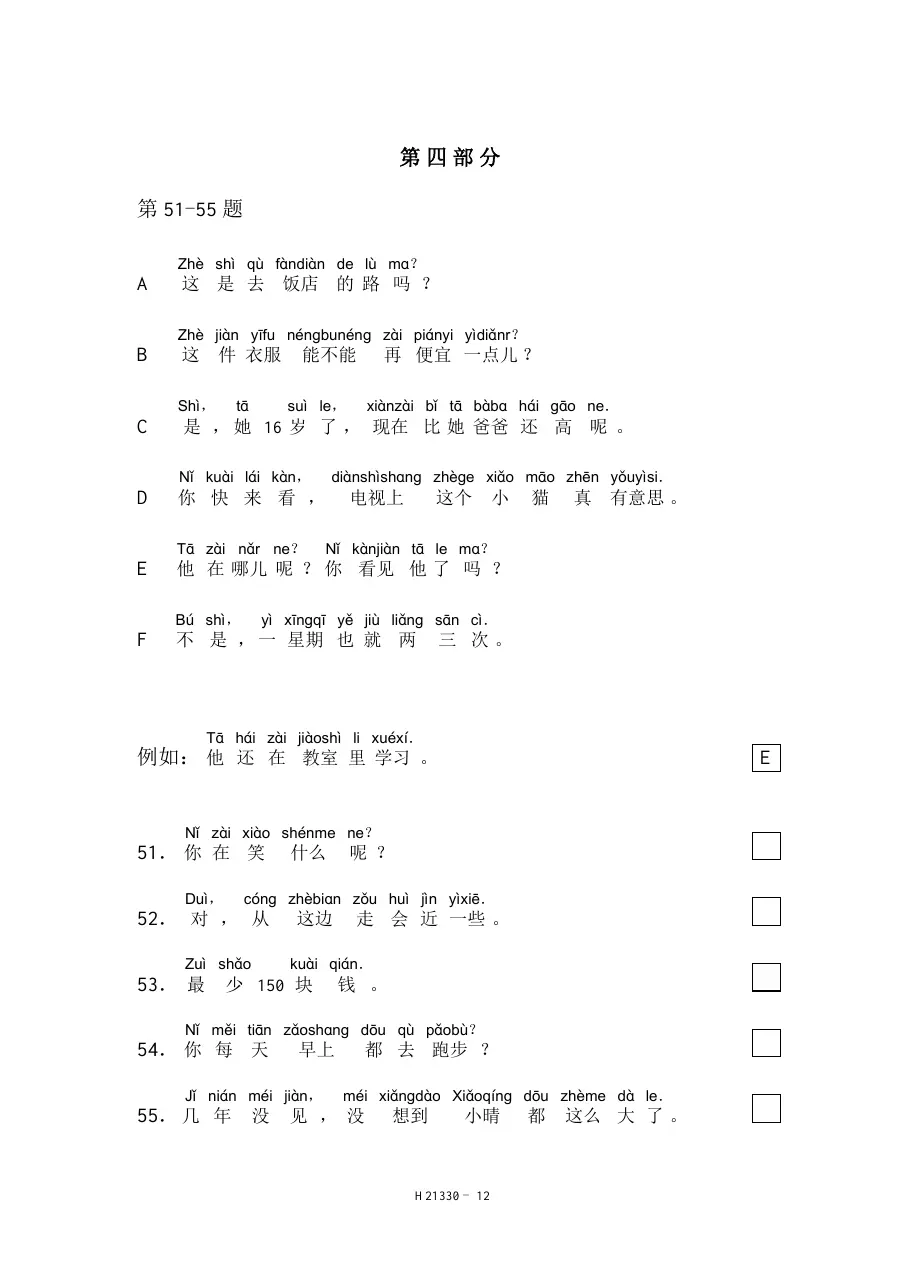 第四部分
第 51-55 题
Zhè shì qù fàndiàn de lù ma?
A 这是去饭店的路吗？
Zhè jiàn yīfu néngbunéng zài piányi yìdiǎnr?
B 这件衣服能不能再便宜一点儿？
Shì, tā suì le, xiànzài bǐ tā bàba hái gāo ne.
C 是，她 16 岁了，现在比她爸爸还高呢。
Nǐ kuài lái kàn, diànshìshang zhège xiǎo māo zhēn yǒuyìsi.
D 你快来看，电视上这个小猫真有意思。
Tā zài nǎr ne? Nǐ kànjiàn tā le ma?
E 他在哪儿呢？你看见他了吗？
Bú shì, yì xīngqī yě jiù liǎng sān cì.
F 不是，一星期也就两三次。
Tā hái zài jiàoshì li xuéxí.
例如：他还在教室里学习。 E
Nǐ zài xiào shénme ne?
51. 你在笑什么呢？
Duì, cóng zhèbian zǒu huì jìn yìxiē.
52. 对，从这边走会近一些。
Zuì shǎo kuài qián.
53. 最少 150 块钱。
Nǐ měi tiān zǎoshang dōu qù pǎobù?
54. 你每天早上都去跑步？
Jǐ nián méi jiàn, méi xiǎngdào Xiǎoqíng dōu zhème dà le.
55. 几年没见，没想到小晴都这么大了。
H21330 - 12